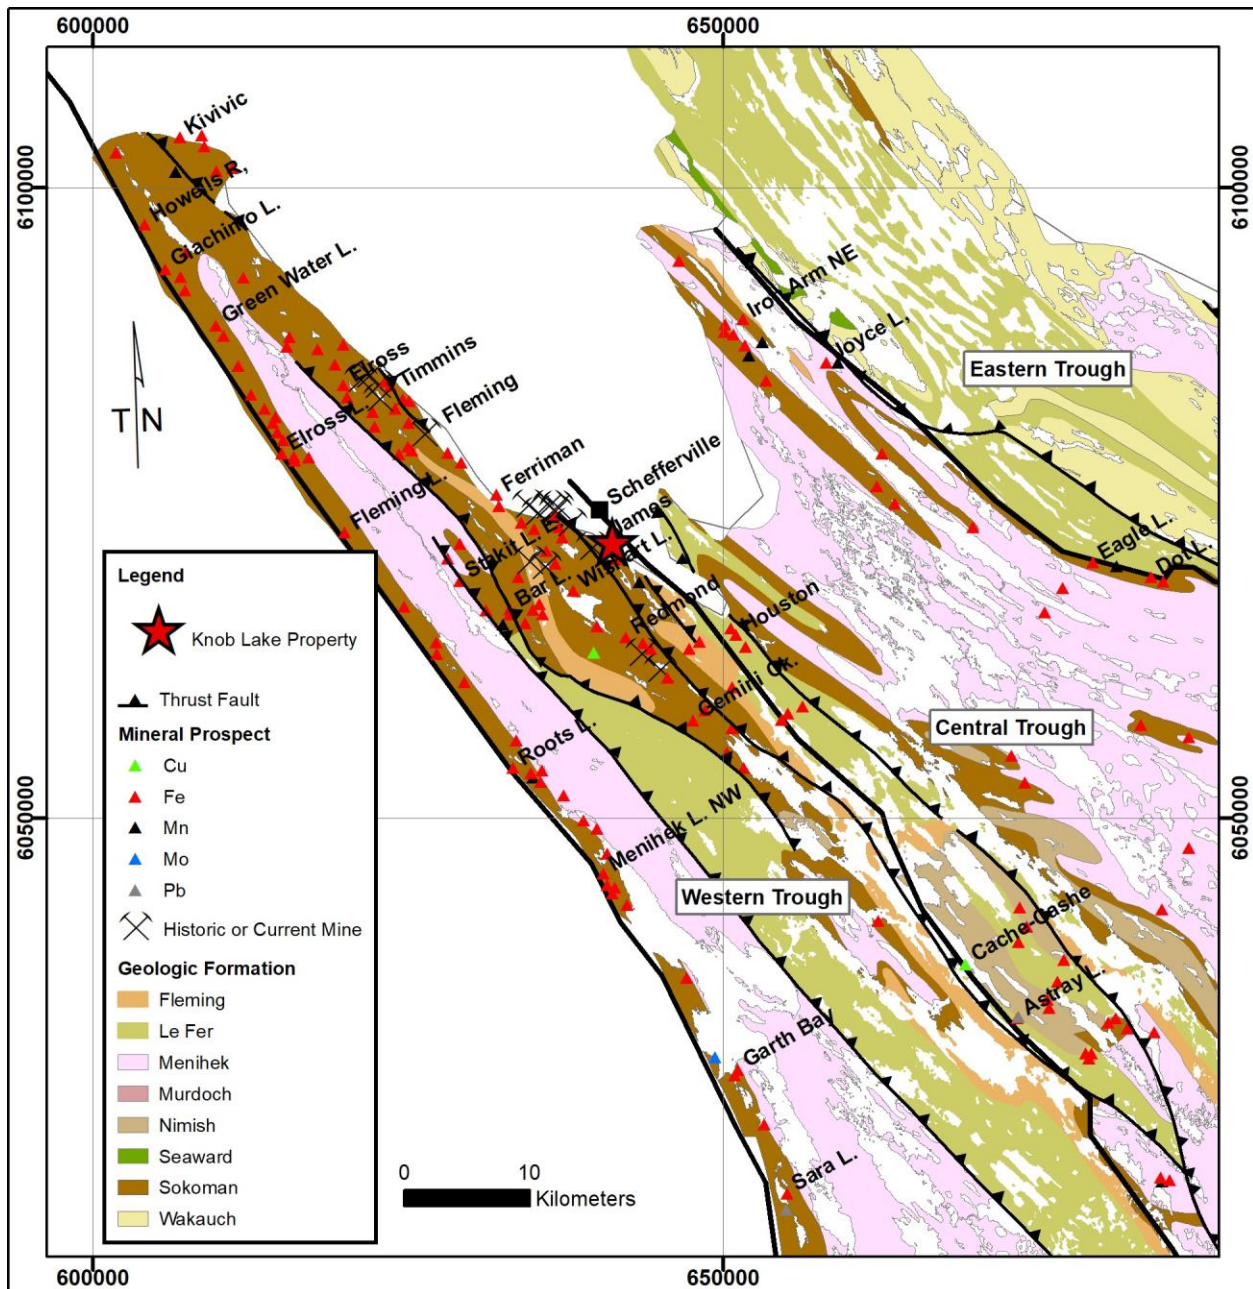 600000
650000
Kivivic
6100000
6100000
Howells R,
Giachino L.
Green Water L.
Iron Arm NE
Joyce L,
Eastern Trough
Elross
Timmins
Fleming
T N
Elross L.
Ferriman
Schefferville
Fleming L.
James
Eagle L.
Dot L.
Stakit L. E
Wishart L.
Bar L.
Redmond
Houston
Gemini Ck.
Central Trough
Roots L.
6050000
6050000
Menihek L. NW
Western Trough
Cache-Cashe
Astray L.
Garth Bay
Sara L.
Legend
Knob Lake Property
Thrust Fault
Mineral Prospect
Cu
Fe
Mn
Mo
Pb
Historic or Current Mine
Geologic Formation
Fleming
Le Fer
Menihek
Murdoch
Nimish
Seaward
Sokoman
Wakauch
0 10
Kilometers
600000
650000